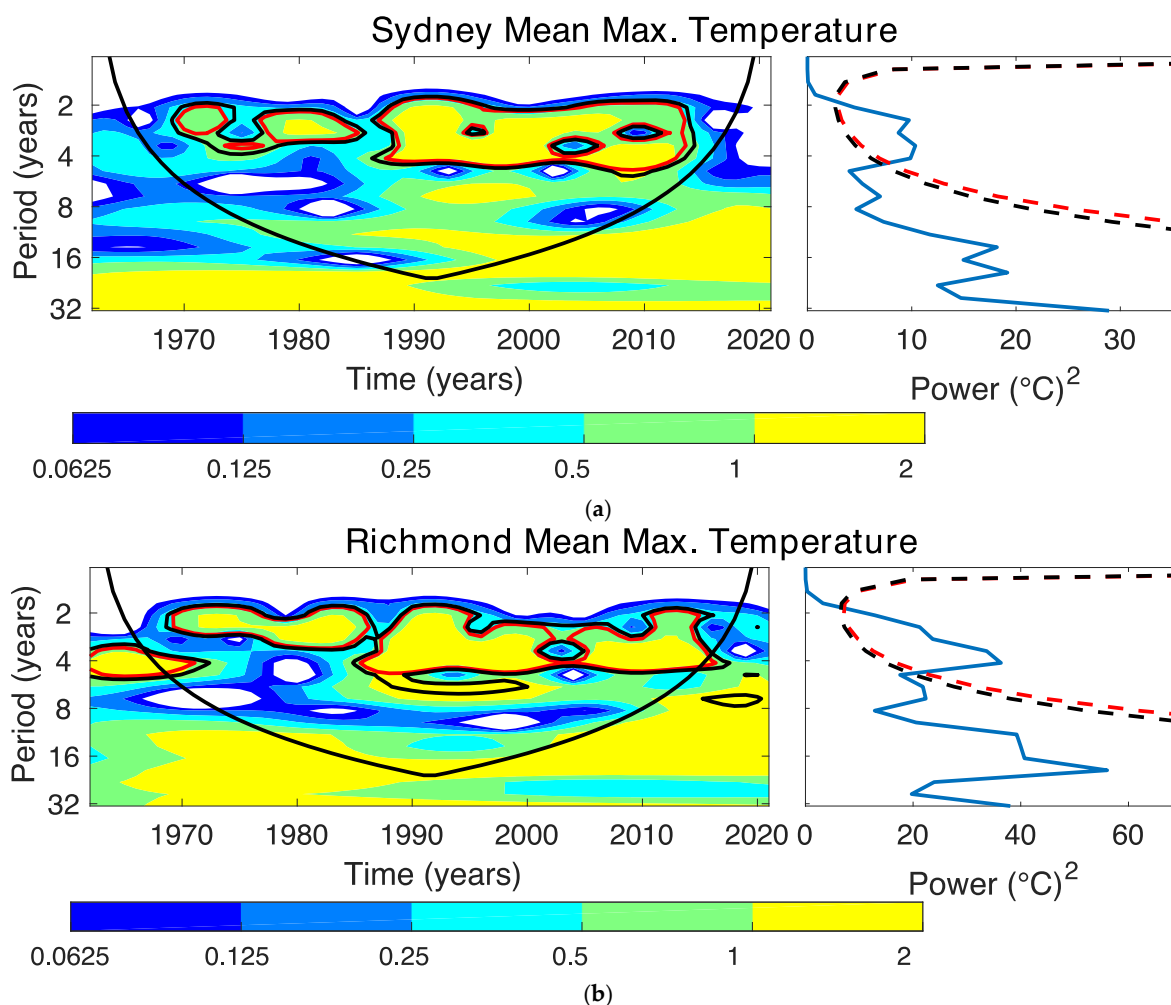 Sydney Mean Max. Temperature
Period (years)
2
4
8
16
32
1970 1980 1990 2000 2010 2020
Time (years)
0 10 20 30
Power (°C)²
0.0625 0.125 0.25 0.5 1 2
(a)
Richmond Mean Max. Temperature
Period (years)
2
4
8
16
32
1970 1980 1990 2000 2010 2020
Time (years)
0 20 40 60
Power (°C)²
0.0625 0.125 0.25 0.5 1 2
(b)